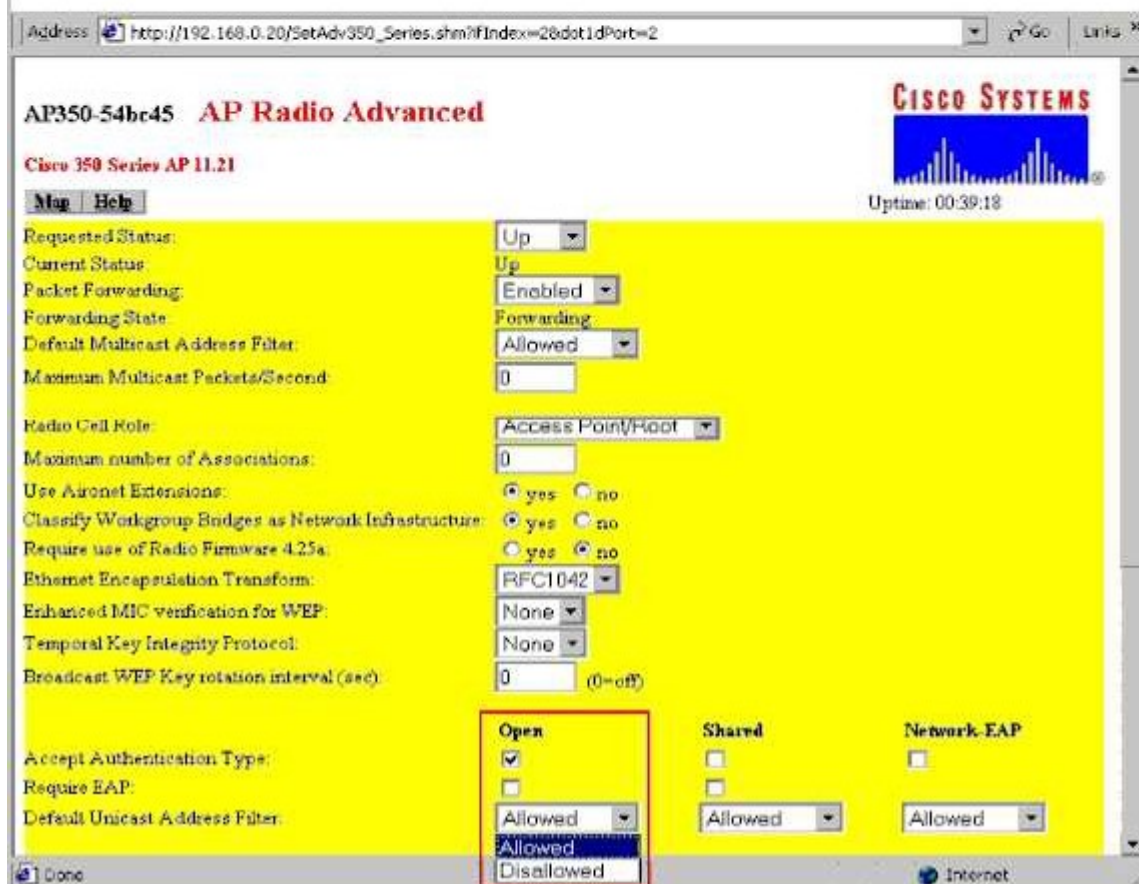 Address http://192.168.0.20/SetAdv350_Series.shm?ifIndex=2&dot1dPort=2 Go Links »
AP350-54bc45 AP Radio Advanced
CISCO SYSTEMS
Cisco 350 Series AP 11.21
Map Help
Uptime: 00:39:18
Requested Status: Up
Current Status Up
Packet Forwarding: Enabled
Forwarding State Forwarding
Default Multicast Address Filter: Allowed
Maximum Multicast Packets/Second: 0
Radio Cell Role: Access Point/Root
Maximum number of Associations: 0
Use Aironet Extensions: yes no
Classify Workgroup Bridges as Network Infrastructure: yes no
Require use of Radio Firmware 4.25a: yes no
Ethernet Encapsulation Transform: RFC1042
Enhanced MIC verification for WEP: None
Temporal Key Integrity Protocol: None
Broadcast WEP Key rotation interval (sec): 0 (0=off)
Open Shared Network-EAP
Accept Authentication Type:
Require EAP:
Default Unicast Address Filter: Allowed Allowed Allowed
Allowed
Disallowed
Done Internet